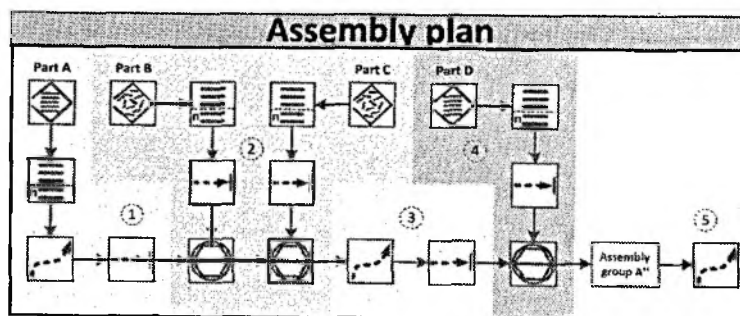 Assembly plan
Part A
Part B
Part C
Part D
n
n
n
n
2
4
1
3
5
Assembly
group A"